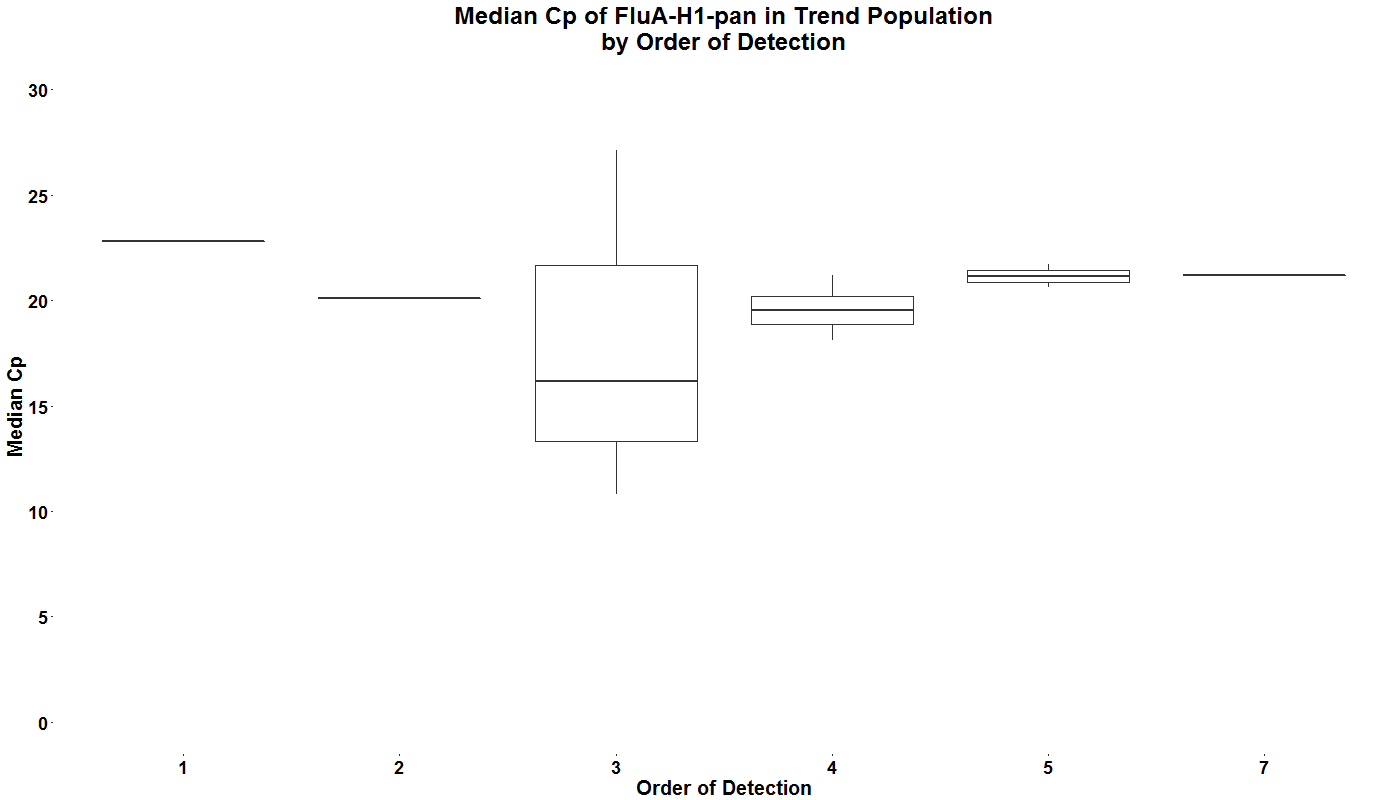 Median Cp of FluA-H1-pan in Trend Population
by Order of Detection
30
25
20
15
10
5
0
Median Cp
1 2 3 4 5 7
Order of Detection